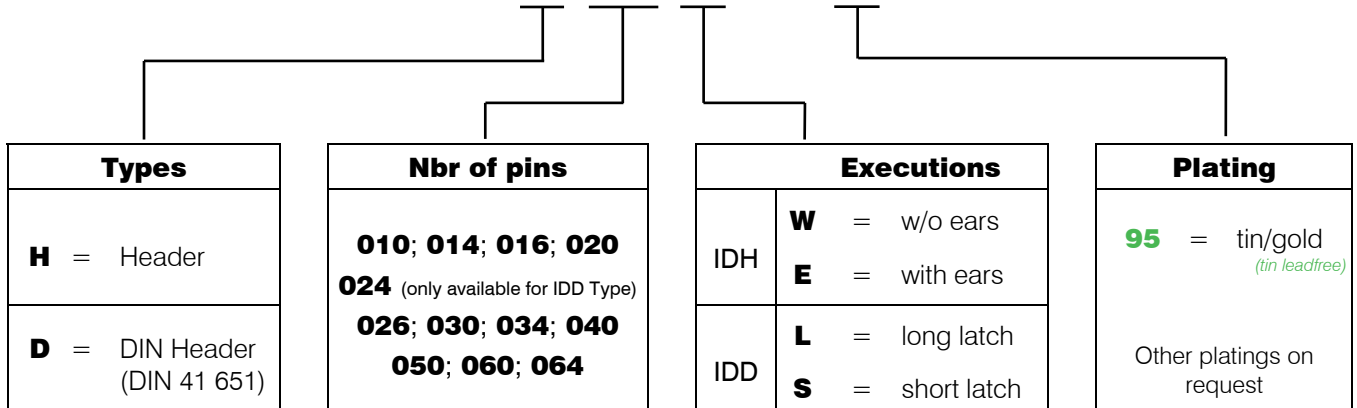 Types
H = Header
D = DIN Header
(DIN 41 651)
Nbr of pins
010; 014; 016; 020
024 (only available for IDD Type)
026; 030; 034; 040
050; 060; 064
Executions
IDH
W = w/o ears
E = with ears
IDD
L = long latch
S = short latch
Plating
95 = tin/gold
(tin leadfree)
Other platings on
request